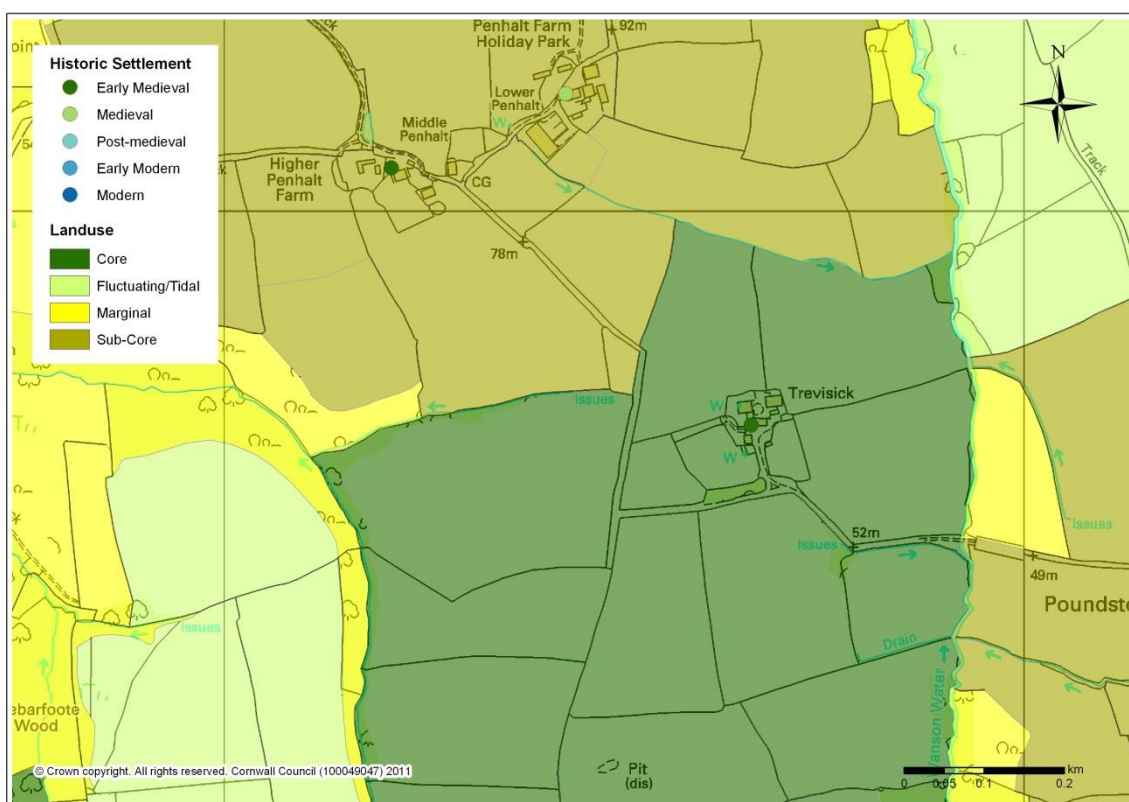 Historic Settlement
Early Medieval
Medieval
Post-medieval
Early Modern
Modern
Landuse
Core
Fluctuating/Tidal
Marginal
Sub-Core
Penhalt Farm
Holiday Park
92m
N
Lower
Penhalt
W
Middle
Penhalt
Higher
Penhalt
Farm
CG
Track
78m
Issues
Trevisick
W
W
Issues
Issues
52m
49m
Poundst
Issues
Drain
Wanson Water
ebarfoote
Wood
Pit
(dis)
© Crown copyright. All rights reserved. Cornwall Council (100049047) 2011
km
0 0.05 0.1 0.2